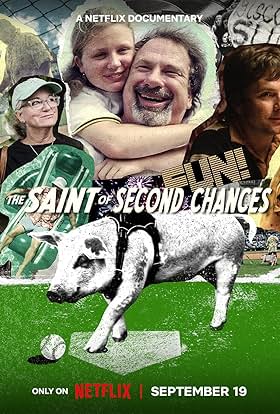 A NETFLIX DOCUMENTARY
FUN!
THE SAINT OF SECOND CHANCES
ONLY ON NETFLIX | SEPTEMBER 19